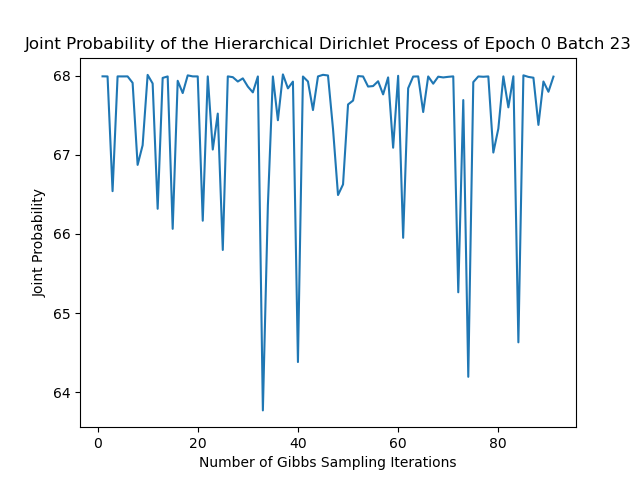 Joint Probability of the Hierarchical Dirichlet Process of Epoch 0 Batch 23
68
67
66
65
64
Joint Probability
0 20 40 60 80
Number of Gibbs Sampling Iterations